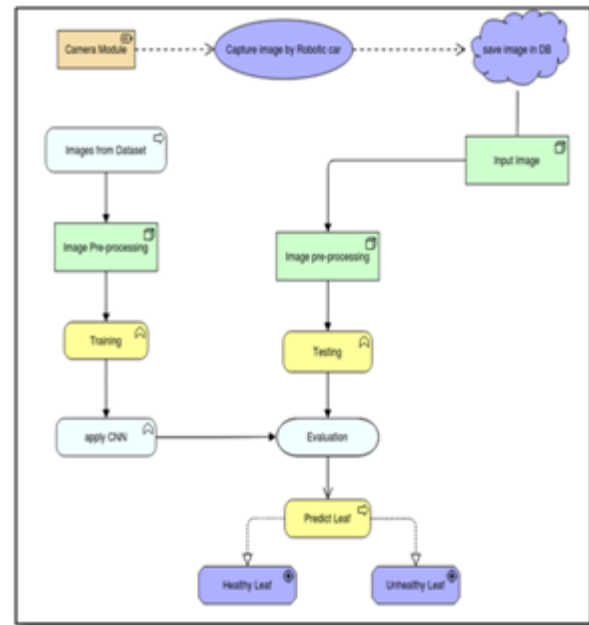 Camera Module
Capture image by Robotic car
save image in DB
Images from Dataset
Input Image
Image Pre-processing
Image pre-processing
Training
Testing
apply CNN
Evaluation
Predict Leaf
Healthy Leaf
Unhealthy Leaf